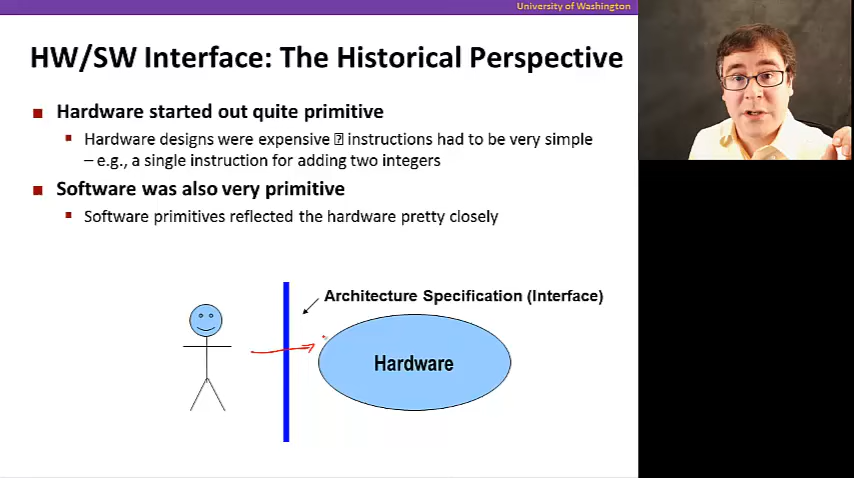 University of Washington
HW/SW Interface: The Historical Perspective
Hardware started out quite primitive
Hardware designs were expensive � instructions had to be very simple
– e.g., a single instruction for adding two integers
Software was also very primitive
Software primitives reflected the hardware pretty closely
Architecture Specification (Interface)
Hardware